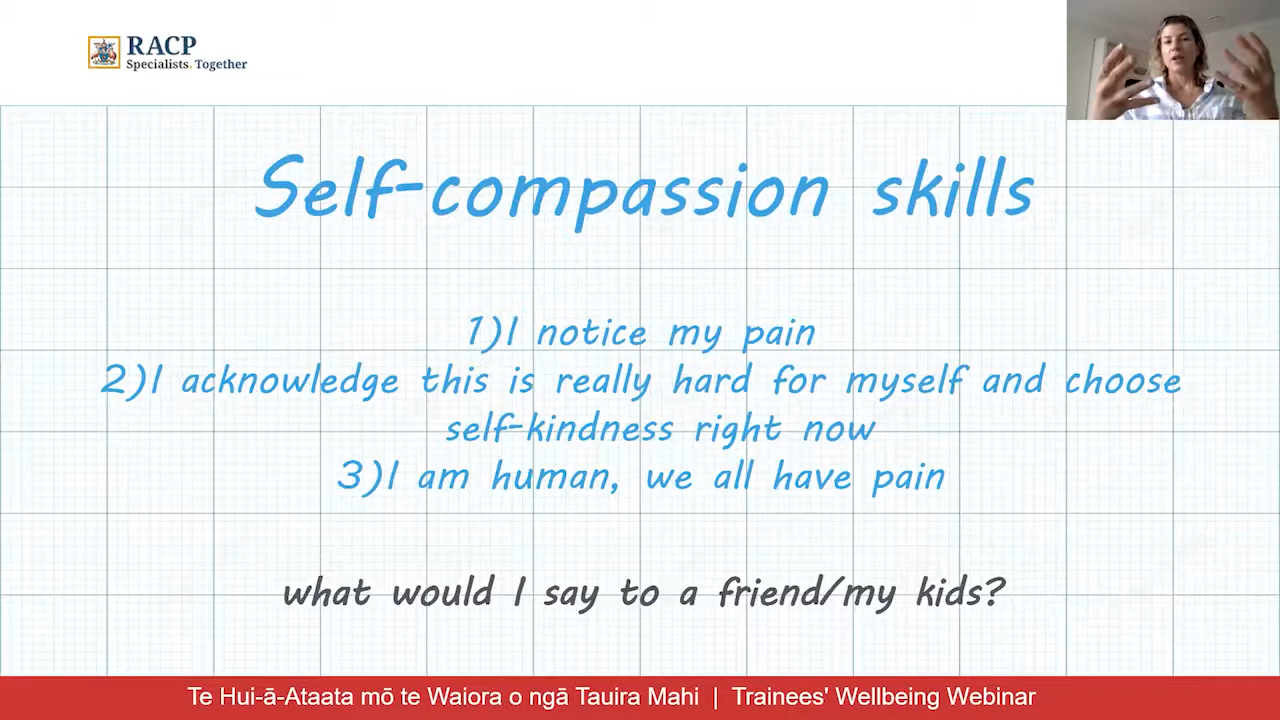 RACP
Specialists. Together
Self-compassion skills
1)I notice my pain
2)I acknowledge this is really hard for myself and choose
self-kindness right now
3)I am human, we all have pain
what would I say to a friend/my kids?
Te Hui-ā-Ataata mō te Waiora o ngā Tauira Mahi | Trainees' Wellbeing Webinar